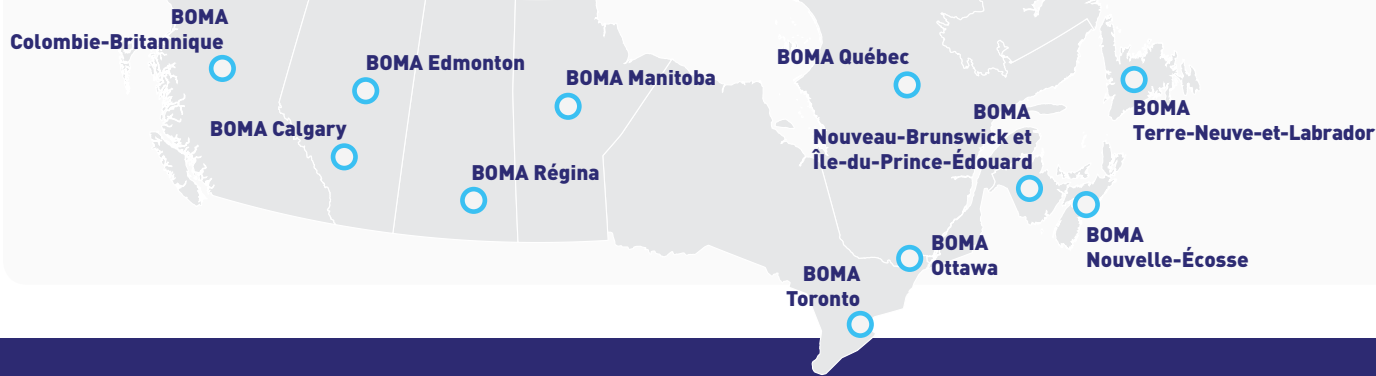 BOMA
Colombie-Britannique
BOMA Edmonton
BOMA Manitoba
BOMA Calgary
BOMA Régina
BOMA Québec
BOMA
Nouveau-Brunswick et
Île-du-Prince-Édouard
BOMA
Terre-Neuve-et-Labrador
BOMA
Nouvelle-Écosse
BOMA
Ottawa
BOMA
Toronto